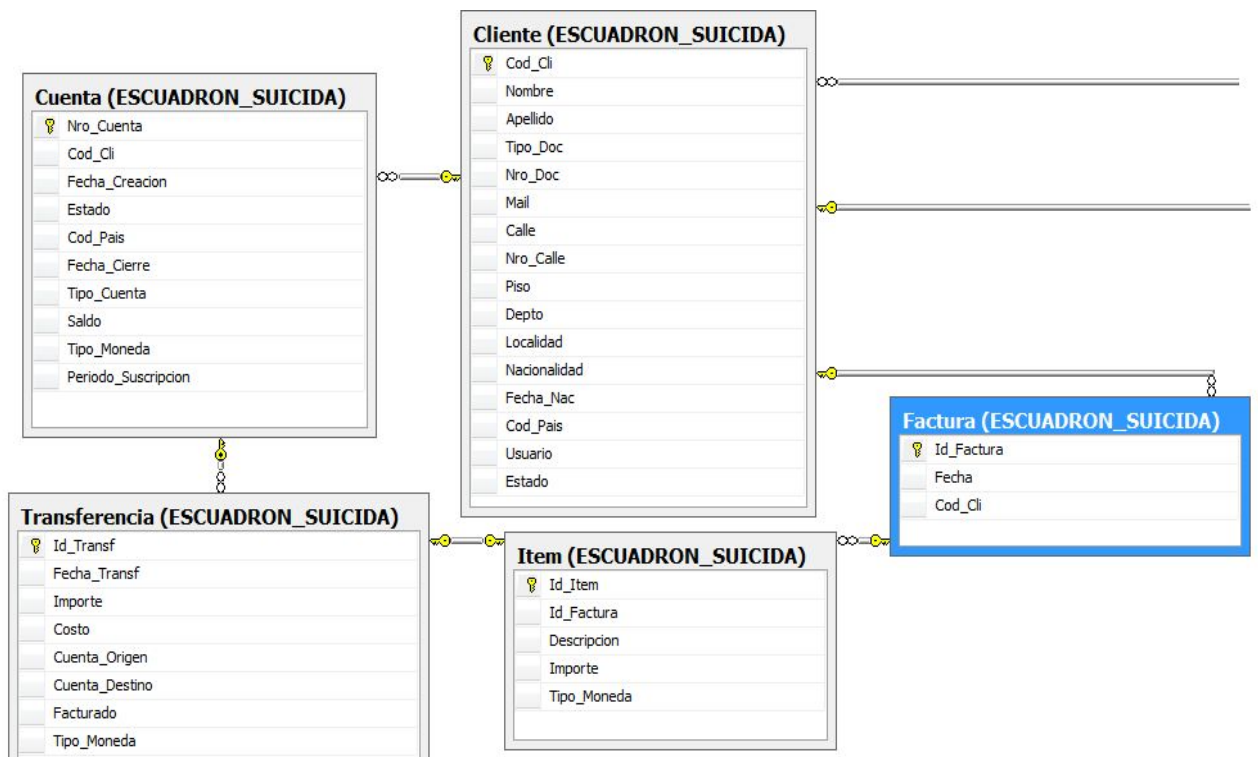 Cliente (ESCUADRON_SUICIDA)
Cod_Cli
Nombre
Apellido
Tipo_Doc
Nro_Doc
Mail
Calle
Nro_Calle
Piso
Depto
Localidad
Nacionalidad
Fecha_Nac
Cod_Pais
Usuario
Estado
Cuenta (ESCUADRON_SUICIDA)
Nro_Cuenta
Cod_Cli
Fecha_Creacion
Estado
Cod_Pais
Fecha_Cierre
Tipo_Cuenta
Saldo
Tipo_Moneda
Periodo_Suscripcion
Factura (ESCUADRON_SUICIDA)
Id_Factura
Fecha
Cod_Cli
Transferencia (ESCUADRON_SUICIDA)
Id_Transf
Fecha_Transf
Importe
Costo
Cuenta_Origen
Cuenta_Destino
Facturado
Tipo_Moneda
Item (ESCUADRON_SUICIDA)
Id_Item
Id_Factura
Descripcion
Importe
Tipo_Moneda